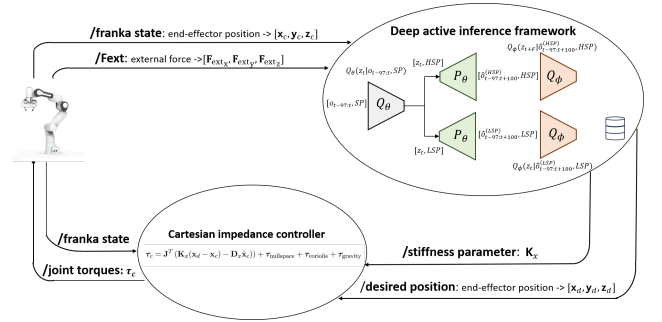 /franka state: end-effector position -> [x_c, y_c, z_c]
/Fext: external force ->[F_ext_x, F_ext_y, F_ext_z]
Deep active inference framework
Q_θ(z_t|o_{t−97:t}, SP)
[o_{t−97:t}, SP]
Q_θ
[z_t, HSP]
P_θ
[ô^{(HSP)}_{t−97:t+100}, HSP]
Q_ϕ(z_{t+F}|ô^{(HSP)}_{t−97:t+100}, HSP)
Q_ϕ
[z_t, LSP]
P_θ
[ô^{(LSP)}_{t−97:t+100}, LSP]
Q_ϕ
Q_ϕ(z_t|ô^{(LSP)}_{t−97:t+100}, LSP)
/franka state
/joint torques: τ_c
Cartesian impedance controller
τ_c = J^T (K_x(x_d − x_c) − D_x ẋ_c)) + τ_nullspace + τ_coriolis + τ_gravity
/stiffness parameter: K_x
/desired position: end-effector position -> [x_d, y_d, z_d]